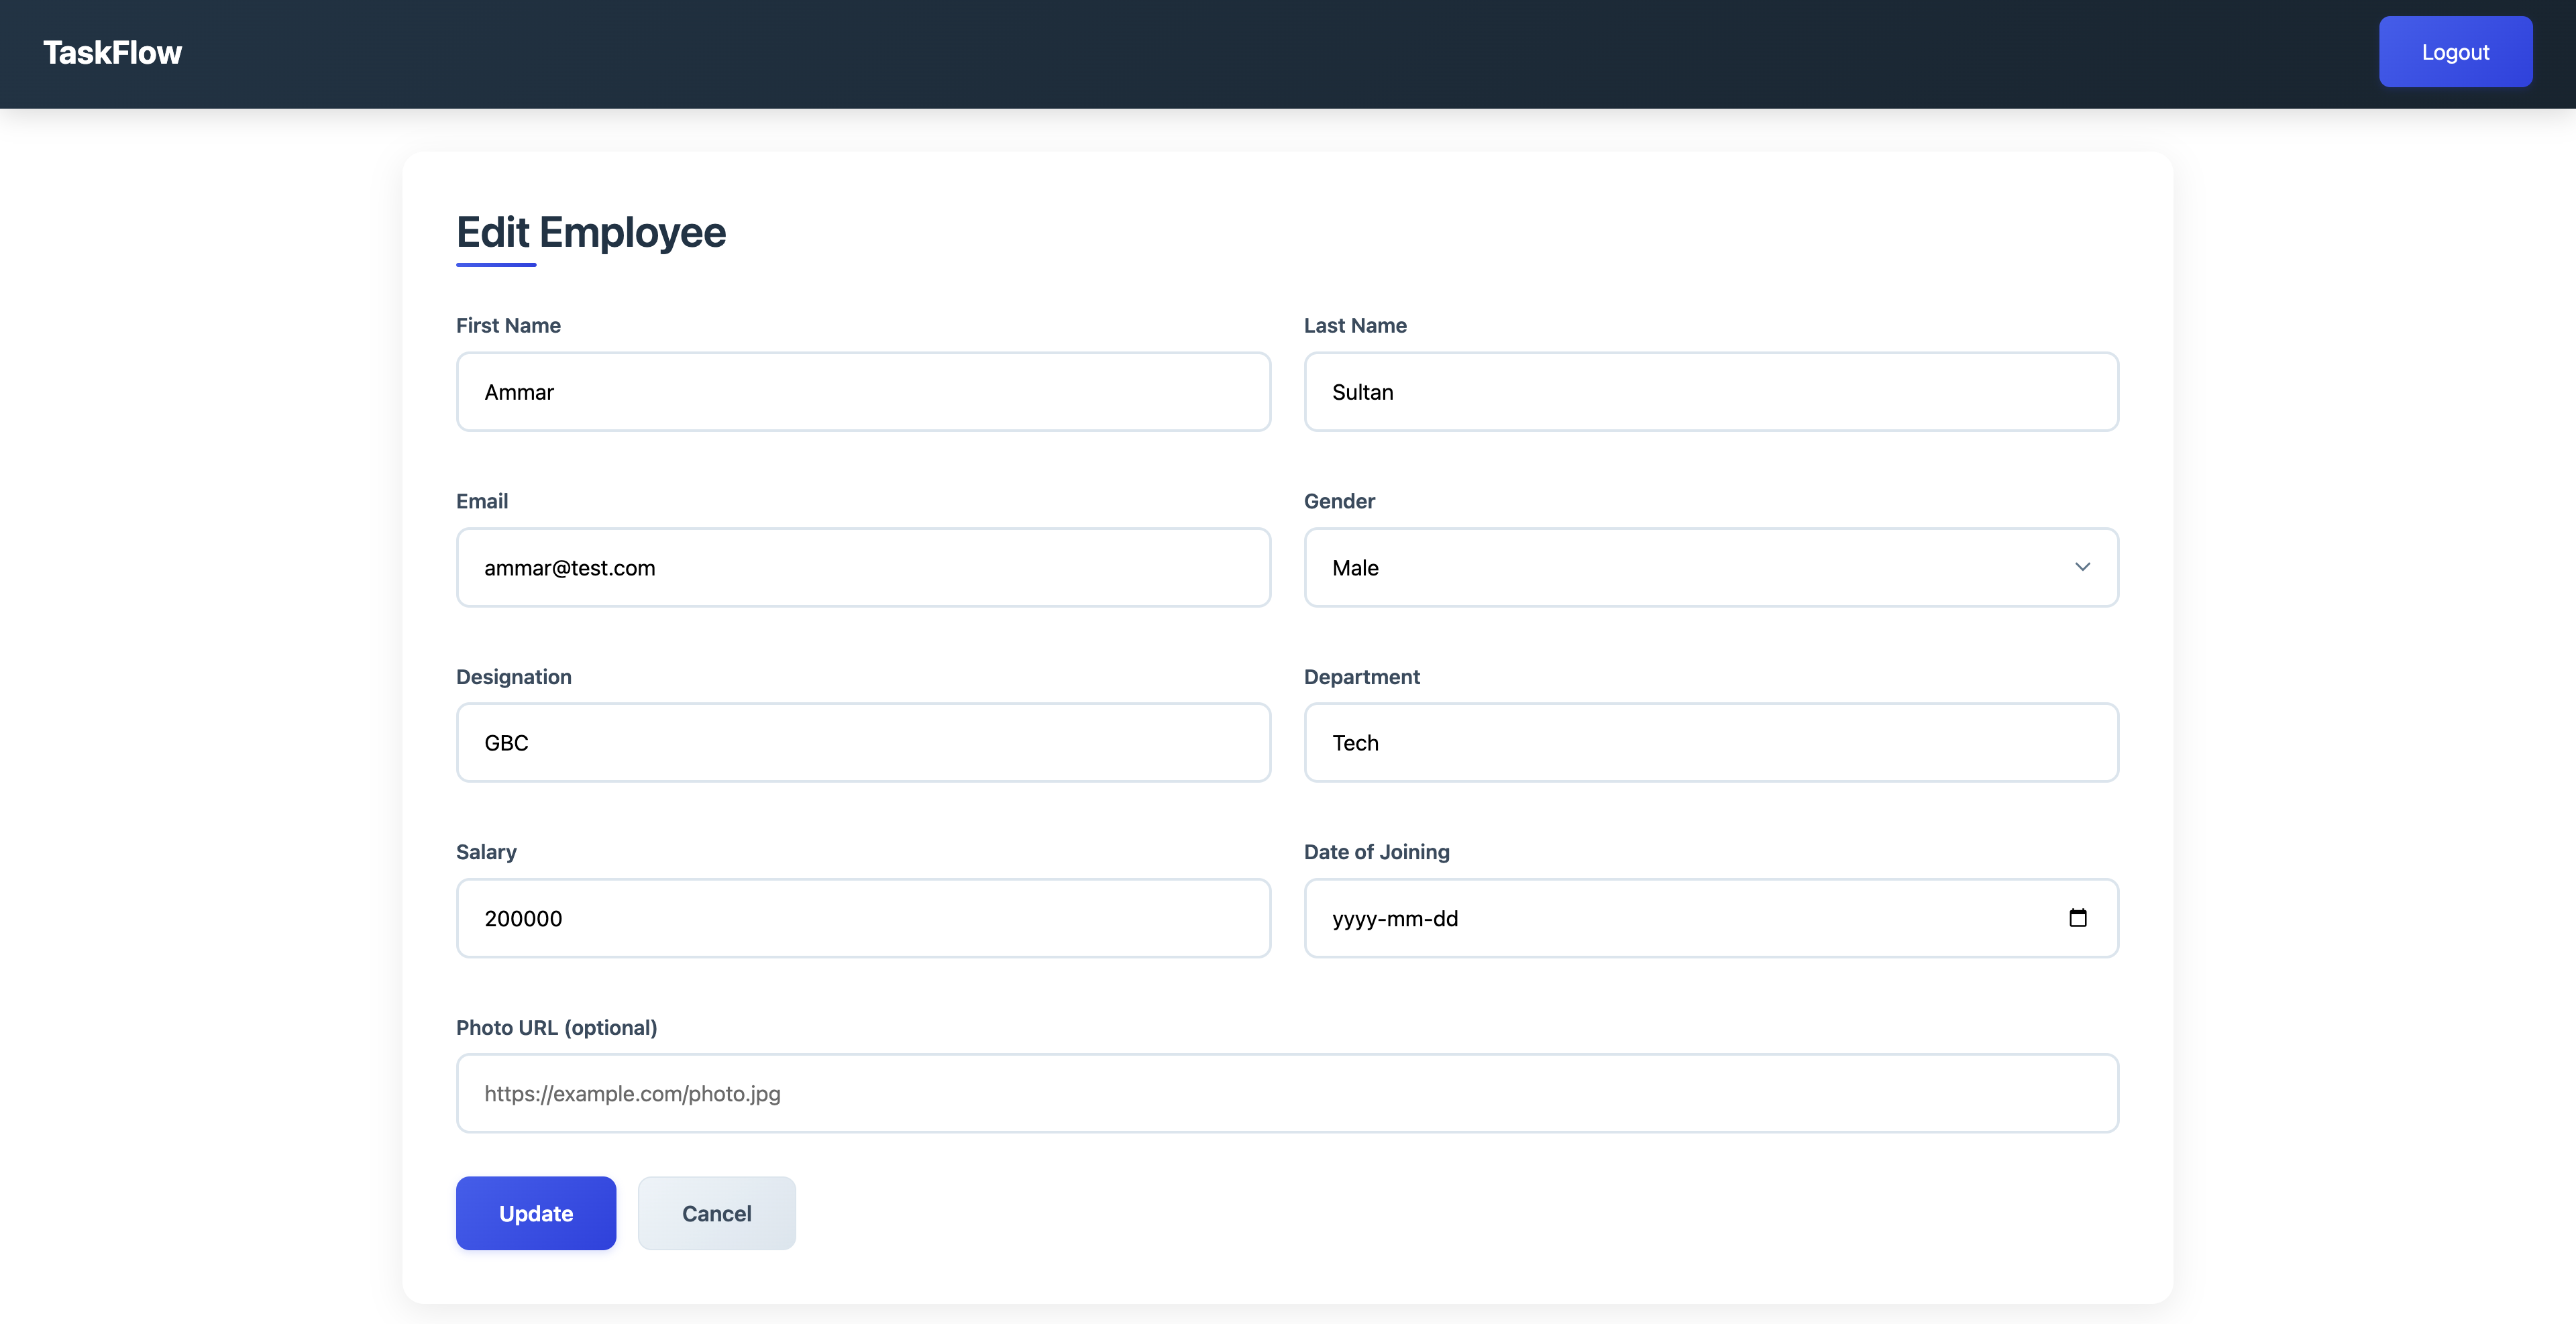 TaskFlow
Logout
Edit Employee
First Name
Last Name
Ammar
Sultan
Email
Gender
ammar@test.com
Male
Designation
Department
GBC
Tech
Salary
Date of Joining
200000
yyyy-mm-dd
Photo URL (optional)
https://example.com/photo.jpg
Update
Cancel